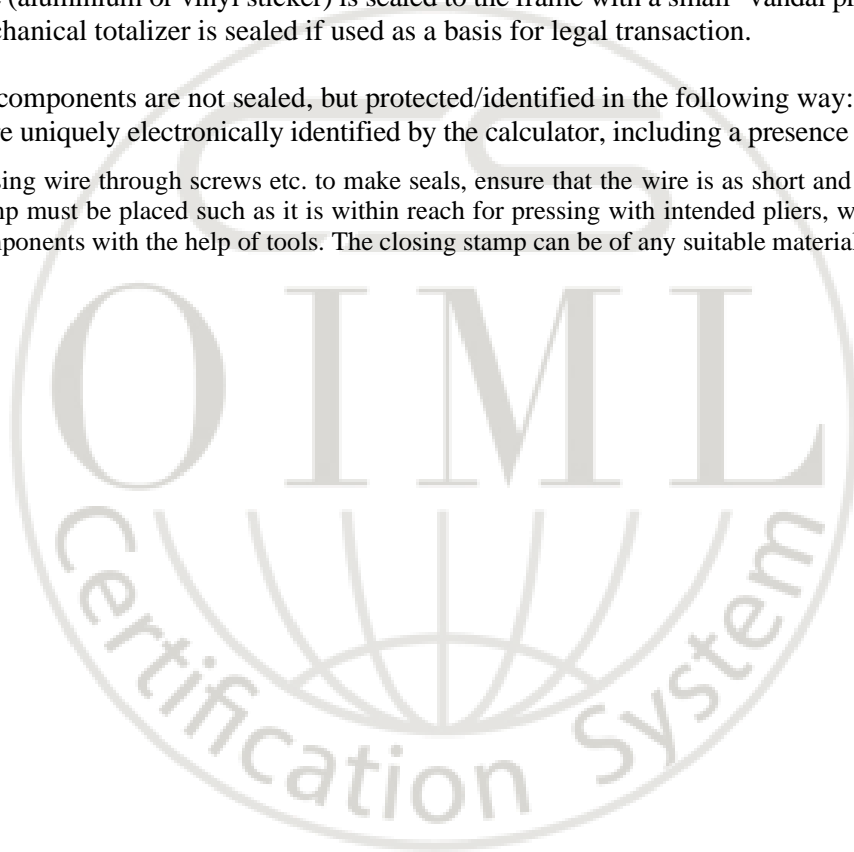 (aluminium or vinyl sticker) is sealed to the frame with a small "vandal
chanical totalizer is sealed if used as a basis for legal transaction.
components are not sealed, but protected/identified in the following way:
e uniquely electronically identified by the calculator, including a presence
sing wire through screws etc. to make seals, ensure that the wire is as short and
mp must be placed such as it is within reach for pressing with intended pliers, w
ponents with the help of tools. The closing stamp can be of any suitable material
CS
OIML
Certification System